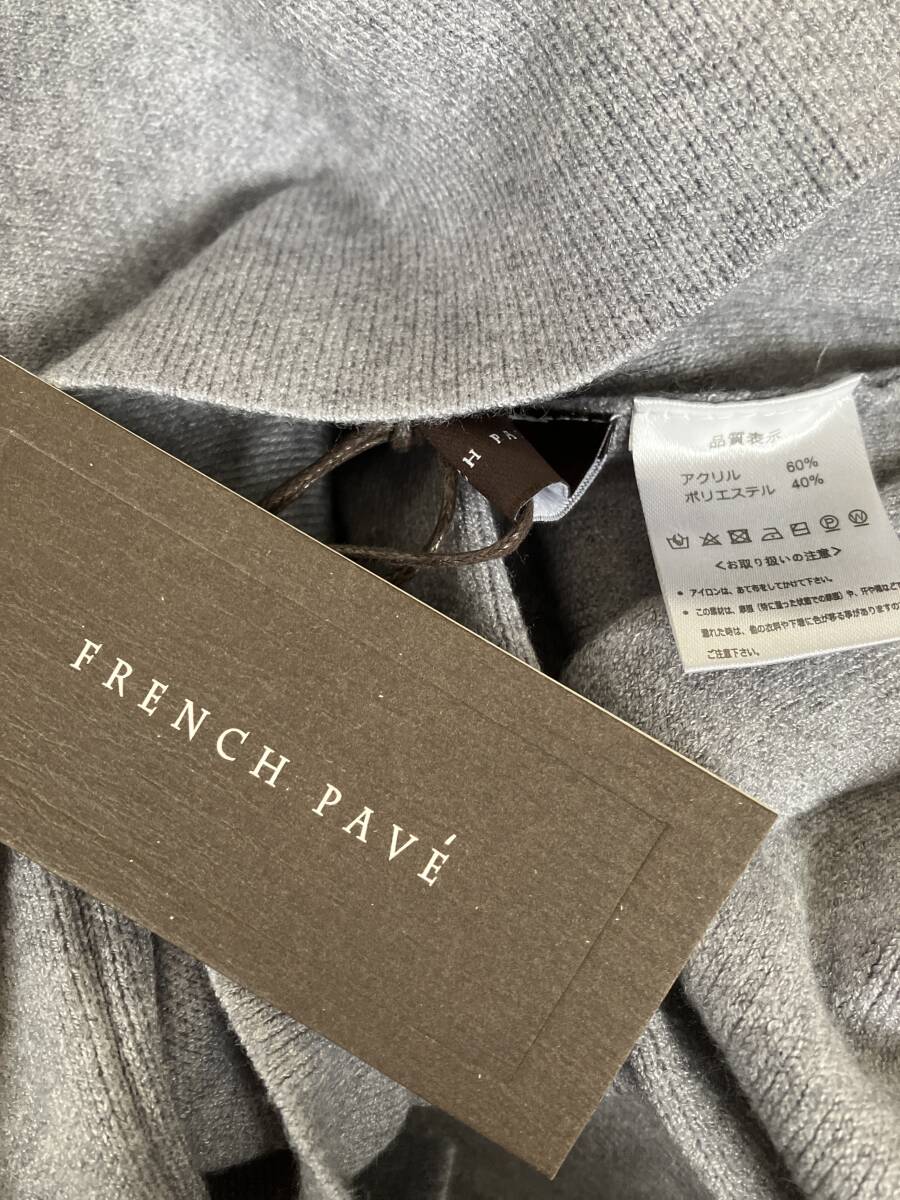 FRENCH PAVÉ
H PA
品質表示
アクリル 60%
ポリエステル 40%
<お取り扱いの注意>
• アイロンは、あて布をしてかけて下さい。
• この素材は、摩擦(特に湿った状態での摩擦)や、汗や雨などで
濡れた時は、他の衣料や下着に色が移る事がありますので
ご注意下さい。